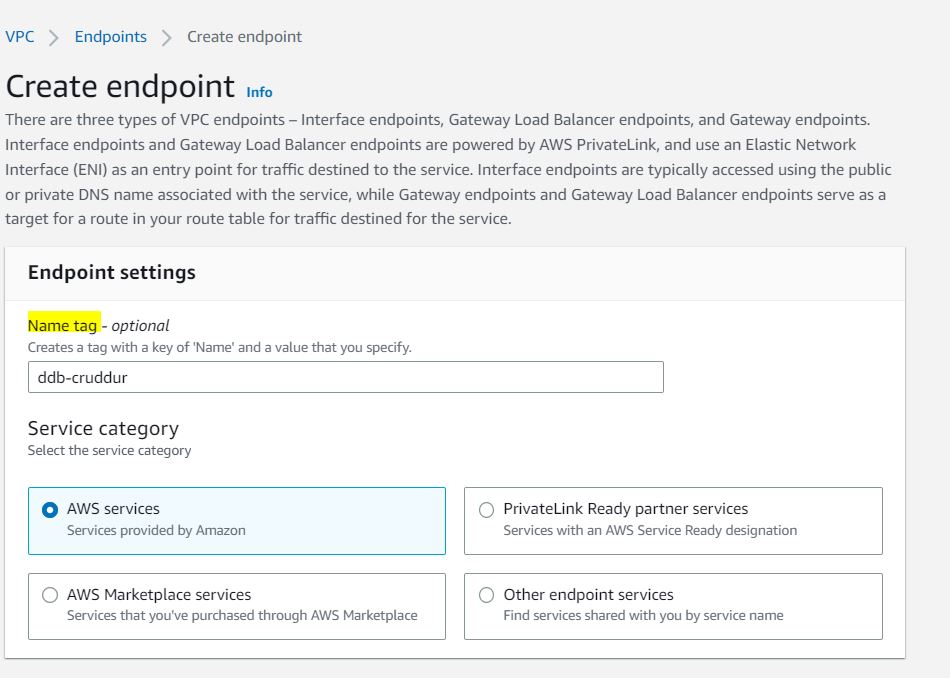 VPC > Endpoints > Create endpoint
Create endpoint Info
There are three types of VPC endpoints – Interface endpoints, Gateway Load Balancer endpoints, and Gateway endpoints.
Interface endpoints and Gateway Load Balancer endpoints are powered by AWS PrivateLink, and use an Elastic Network
Interface (ENI) as an entry point for traffic destined to the service. Interface endpoints are typically accessed using the public
or private DNS name associated with the service, while Gateway endpoints and Gateway Load Balancer endpoints serve as a
target for a route in your route table for traffic destined for the service.
Endpoint settings
Name tag - optional
Creates a tag with a key of 'Name' and a value that you specify.
ddb-cruddur
Service category
Select the service category
AWS services
Services provided by Amazon
PrivateLink Ready partner services
Services with an AWS Service Ready designation
AWS Marketplace services
Services that you've purchased through AWS Marketplace
Other endpoint services
Find services shared with you by service name